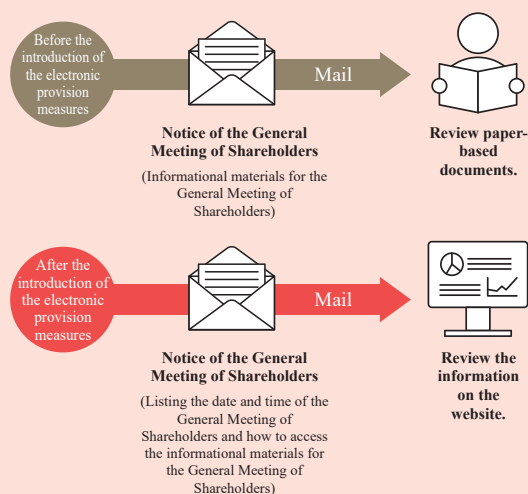 Before the
introduction of
the electronic
provision
measures
Mail
Notice of the General
Meeting of Shareholders
(Informational materials for the
General Meeting of
Shareholders)
Review paper-
based
documents.
After the
introduction of
the electronic
provision
measures
Mail
Notice of the General
Meeting of Shareholders
(Listing the date and time of the
General Meeting of
Shareholders and how to access
the informational materials for
the General Meeting of
Shareholders)
Review the
information
on the
website.